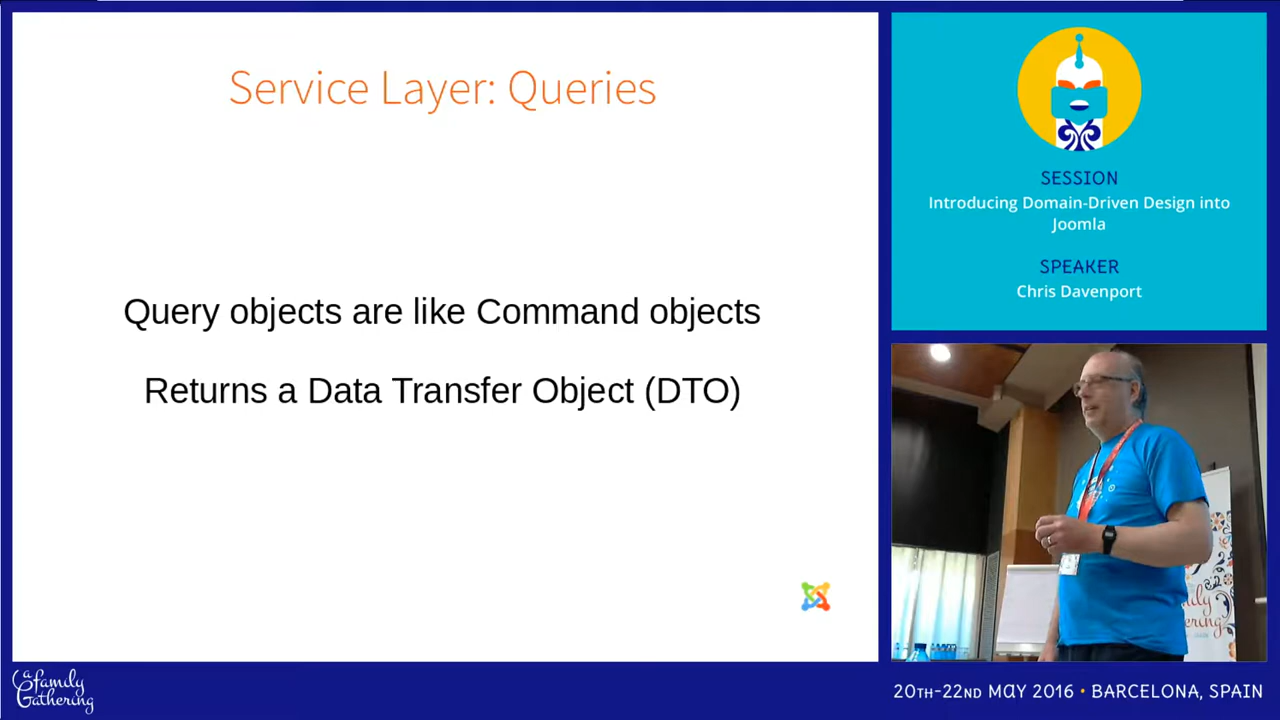 Service Layer: Queries
Query objects are like Command objects
Returns a Data Transfer Object (DTO)
SESSION
Introducing Domain-Driven Design into
Joomla
SPEAKER
Chris Davenport
a family
Gathering
20TH-22ND MAY 2016 • BARCELONA, SPAIN